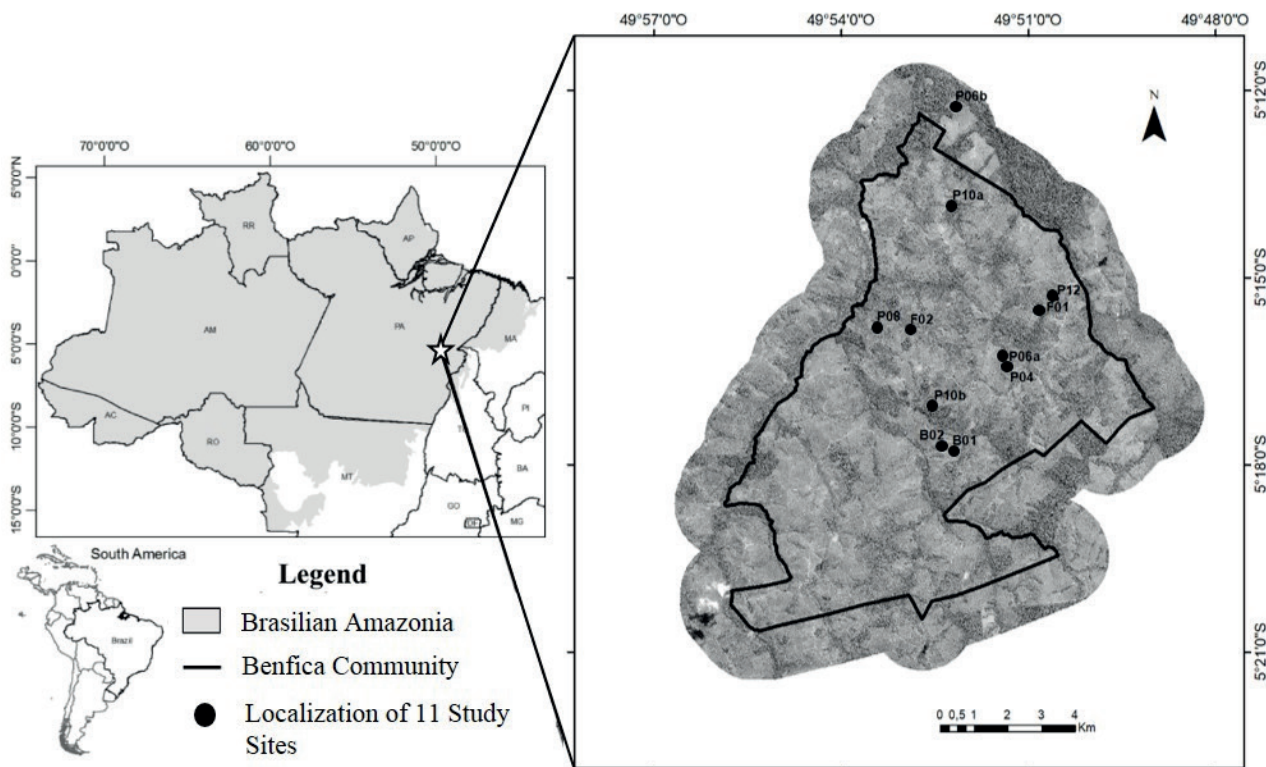 70°0'0"O 60°0'0"O 50°0'0"O
5°0'0"N
0°0'0"
5°0'0"S
10°0'0"S
15°0'0"S
RR
AP
AM
PA
MA
AC
RO
MT
PI
BA
GO
DF
MG
South America
Brazil
Legend
Brasilian Amazonia
Benfica Community
Localization of 11 Study
Sites
49°57'0"O 49°54'0"O 49°51'0"O 49°48'0"O
5°12'0"S
5°15'0"S
5°18'0"S
5°21'0"S
N
P06b
P10a
P12
F01
P08
F02
P06a
P04
P10b
B02
B01
0 0,5 1 2 3 4
Km